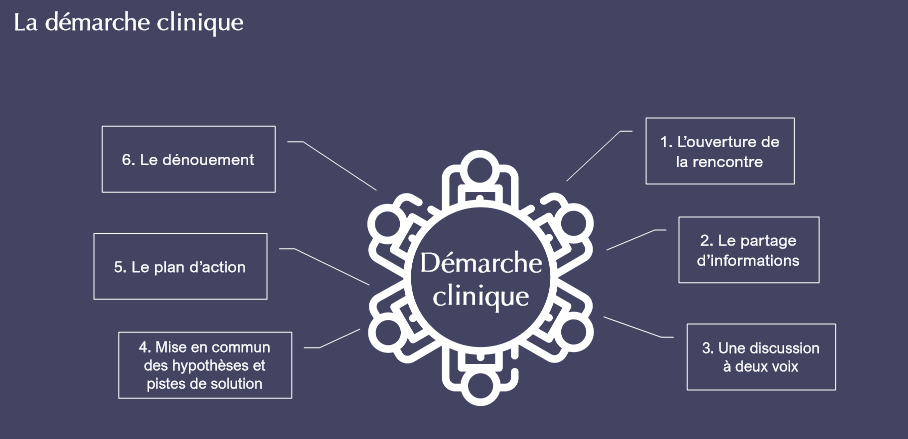 La démarche clinique
1. L'ouverture de
la rencontre
2. Le partage
d'informations
3. Une discussion
à deux voix
4. Mise en commun
des hypothèses et
pistes de solution
5. Le plan d'action
6. Le dénouement
Démarche
clinique